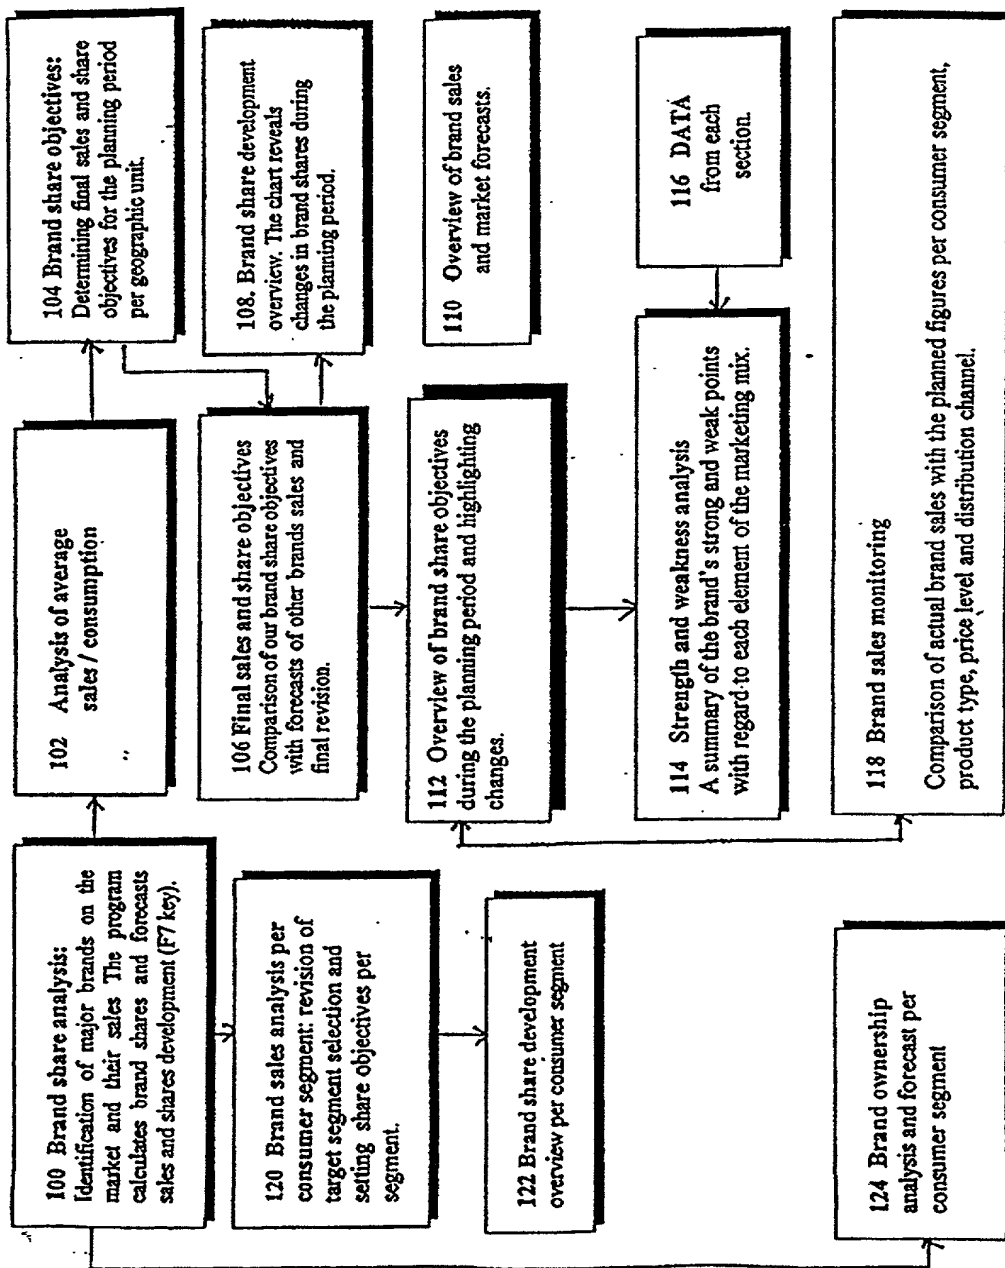 100 Brand share analysis:
Identification of major brands on the
market and their sales The program
calculates brand shares and forecasts
sales and shares development (F7 key).
102 Analysis of average
sales / consumption
104 Brand share objectives:
Determining final sales and share
objectives for the planning period
per geographic unit.
120 Brand sales analysis per
consumer segment: revision of
target segment selection and
setting share objectives per
segment.
106 Final sales and share objectives
Comparison of our brand share objectives
with forecasts of other brands sales and
final revision.
108. Brand share development
overview. The chart reveals
changes in brand shares during
the planning period.
122 Brand share development
overview per consumer segment
112 Overview of brand share objectives
during the planning period and highlighting
changes.
110 Overview of brand sales
and market forecasts.
114 Strength and weakness analysis
A summary of the brand's strong and weak points
with regard to each element of the marketing mix.
116 DATA
from each
section.
124 Brand ownership
analysis and forecast per
consumer segment
118 Brand sales monitoring
Comparison of actual brand sales with the planned figures per consumer segment,
product type, price level and distribution channel.